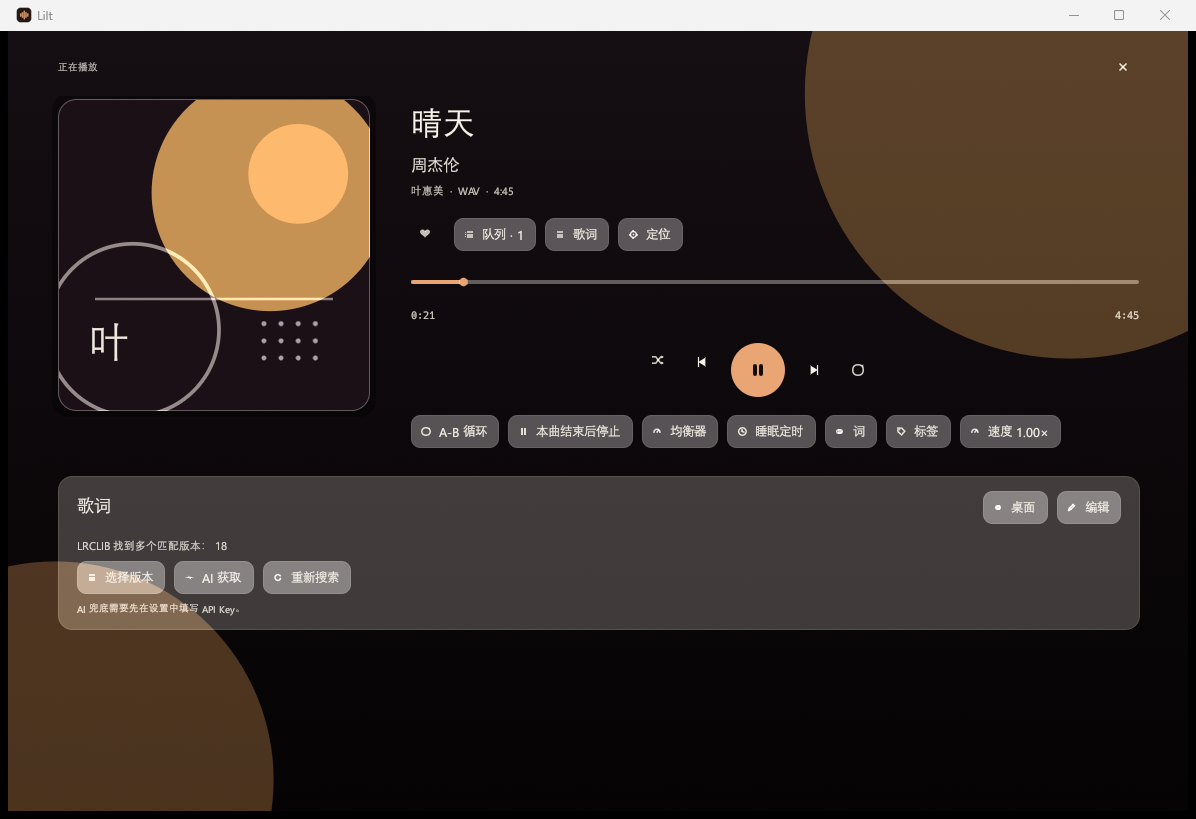 Lilt
正在播放
叶
晴天
周杰伦
叶惠美 · WAV · 4:45
队列 · 1 歌词 定位
0:21 4:45
A-B 循环 本曲结束后停止 均衡器 睡眠定时 词 标签 速度 1.00×
歌词 桌面 编辑
LRCLIB 找到多个匹配版本: 18
选择版本 AI 获取 重新搜索
AI 兜底需要先在设置中填写 API Key。